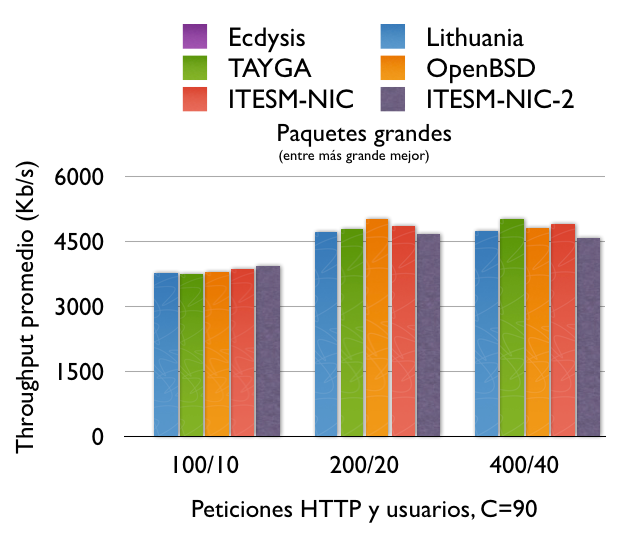 Ecdysis Lithuania
TAYGA OpenBSD
ITESM-NIC ITESM-NIC-2
Paquetes grandes
(entre más grande mejor)
Throughput promedio (Kb/s)
6000
4500
3000
1500
0
100/10 200/20 400/40
Peticiones HTTP y usuarios, C=90